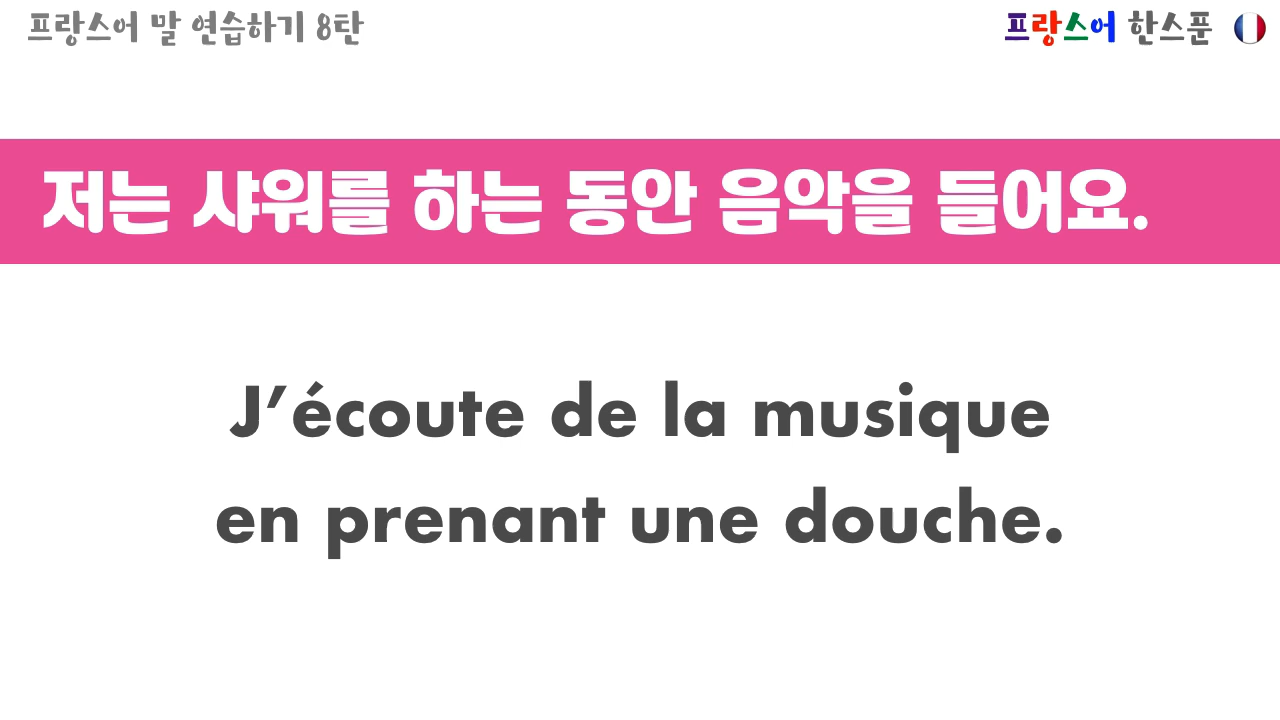 프랑스어 말 연습하기 8탄
프랑스어 한스푼
저는 샤워를 하는 동안 음악을 들어요.
J’écoute de la musique
en prenant une douche.